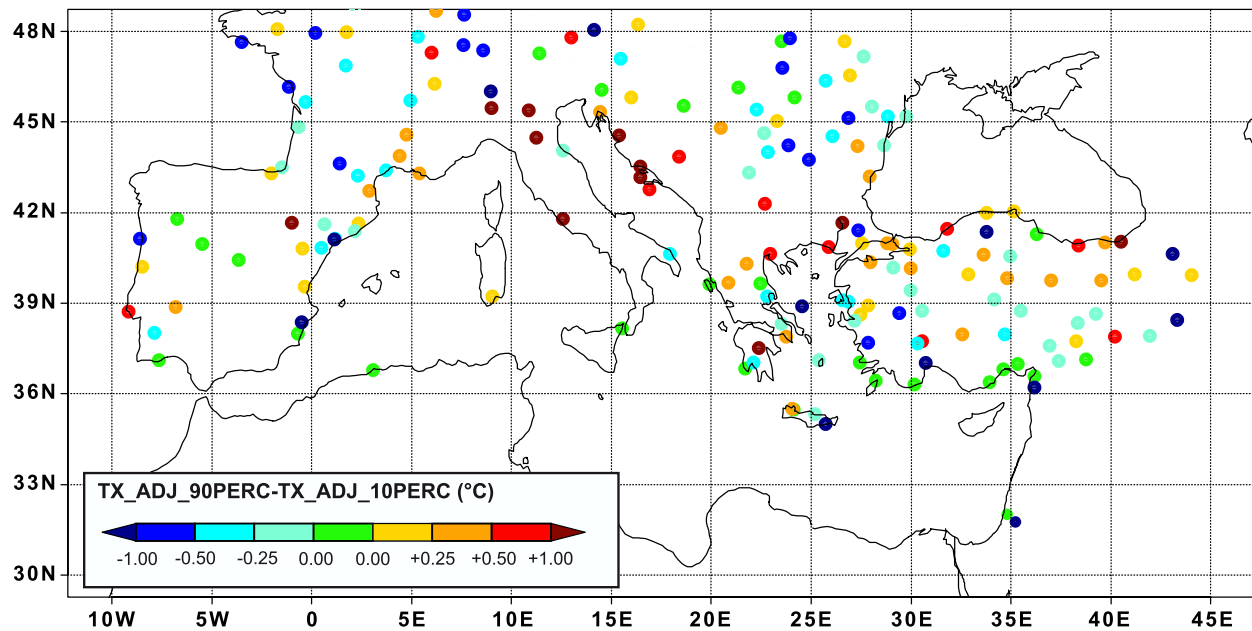 48N
45N
42N
39N
36N
33N
30N
TX_ADJ_90PERC-TX_ADJ_10PERC (°C)
-1.00 -0.50 -0.25 0.00 0.00 +0.25 +0.50 +1.00
10W 5W 0 5E 10E 15E 20E 25E 30E 35E 40E 45E